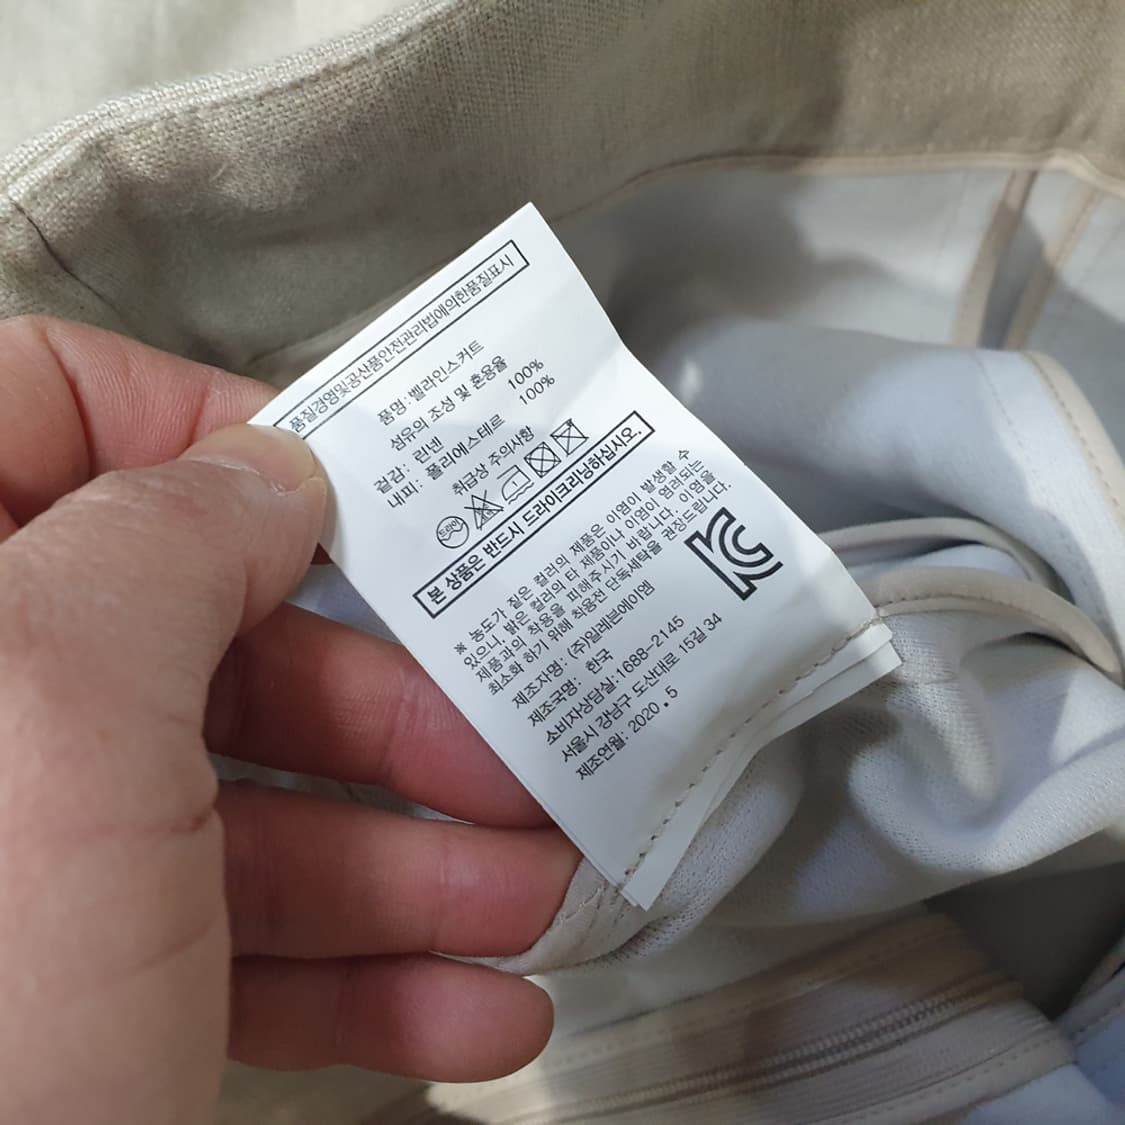 품질경영및공산품안전관리법에의한품질표시
품명: 벨라인스커트
섬유의 조성 및 혼용율
겉감: 린넨 100%
내피: 폴리에스테르 100%
취급상 주의사항
드라이
본 상품은 반드시 드라이크리닝하십시오.
※ 농도가 짙은 컬러의 제품은 이염이 발생할 수
있으니, 밝은 컬러의 타 제품이나 이염이 염려되는
제품과의 착용을 피해주시기 바랍니다. 이염을
최소화 하기 위해 착용전 단독세탁을 권장드립니다.
제조자명: (주)일레븐에이엠
제조국명: 한국
소비자상담실: 1688-2145
서울시 강남구 도산대로 15길 34
제조연월: 2020 . 5